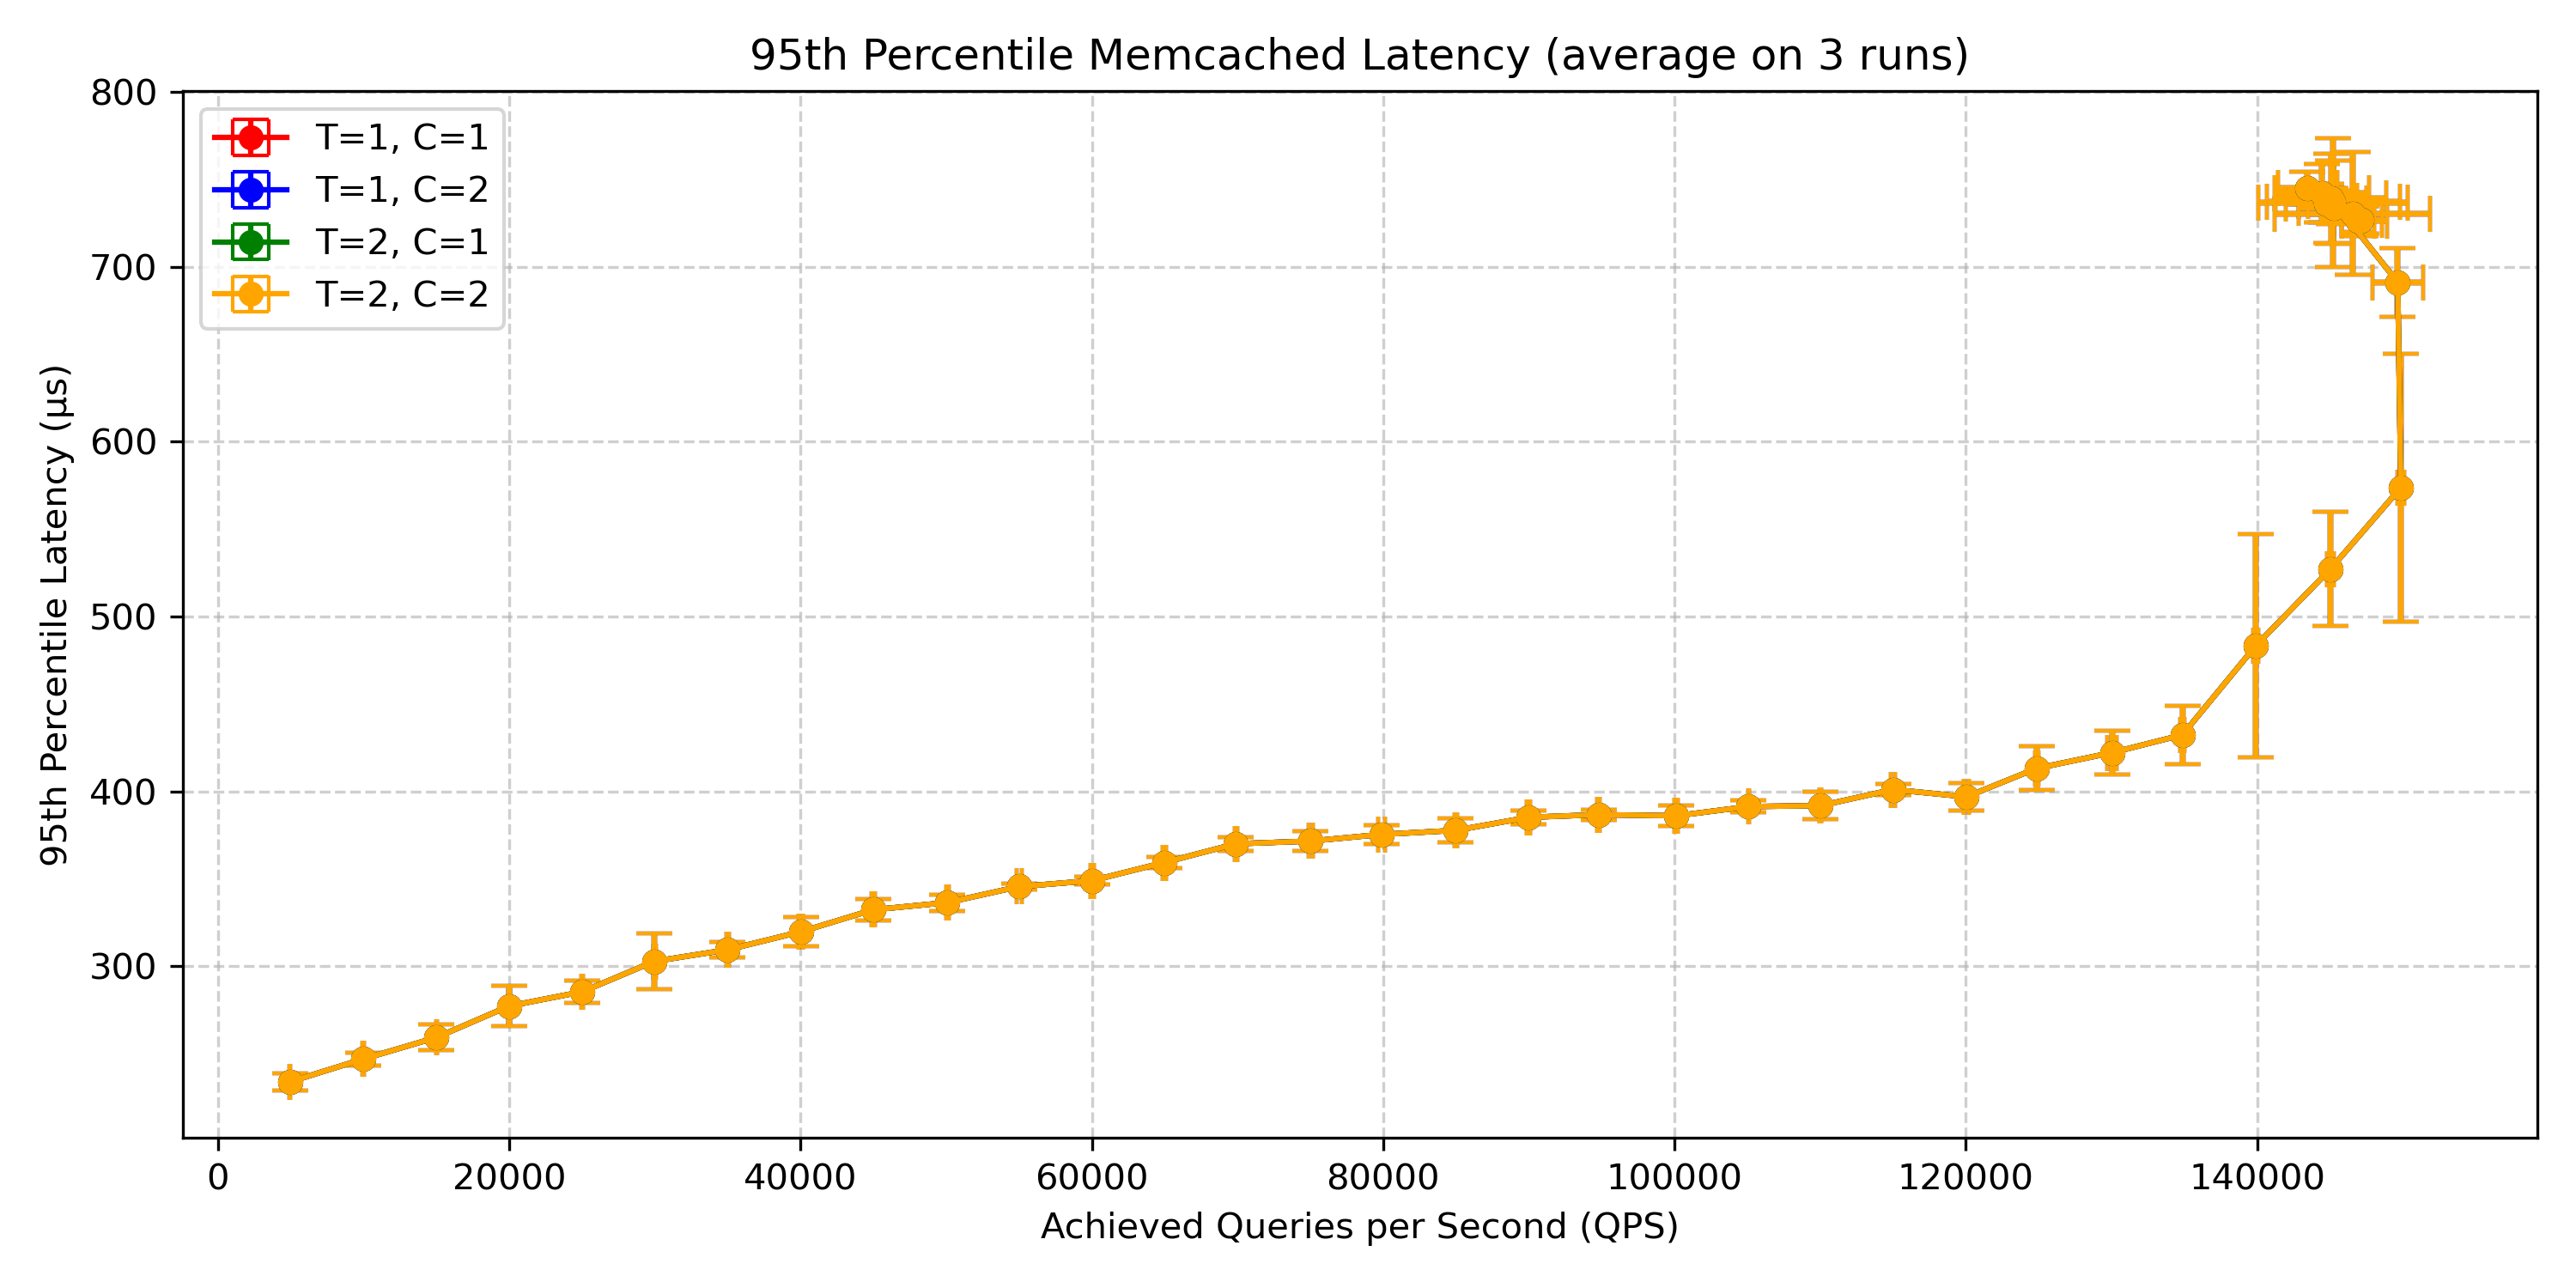 95th Percentile Memcached Latency (average on 3 runs)
800
700
600
500
400
300
95th Percentile Latency (µs)
T=1, C=1
T=1, C=2
T=2, C=1
T=2, C=2
0 20000 40000 60000 80000 100000 120000 140000
Achieved Queries per Second (QPS)